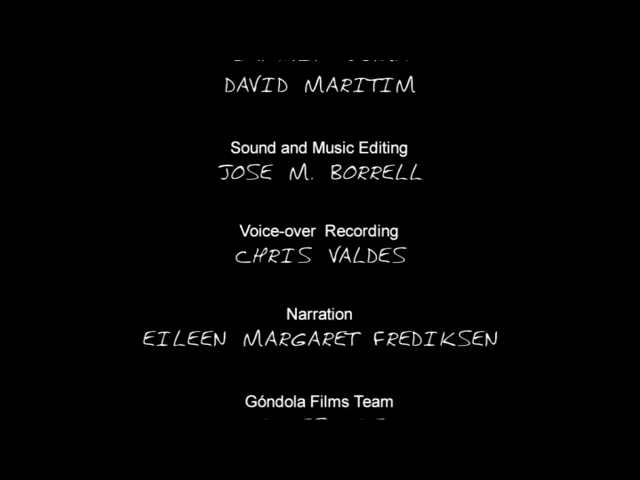 DAVID MARITIM
Sound and Music Editing
JOSE M. BORRELL
Voice-over Recording
CHRIS VALDES
Narration
EILEEN MARGARET FREDIKSEN
Góndola Films Team